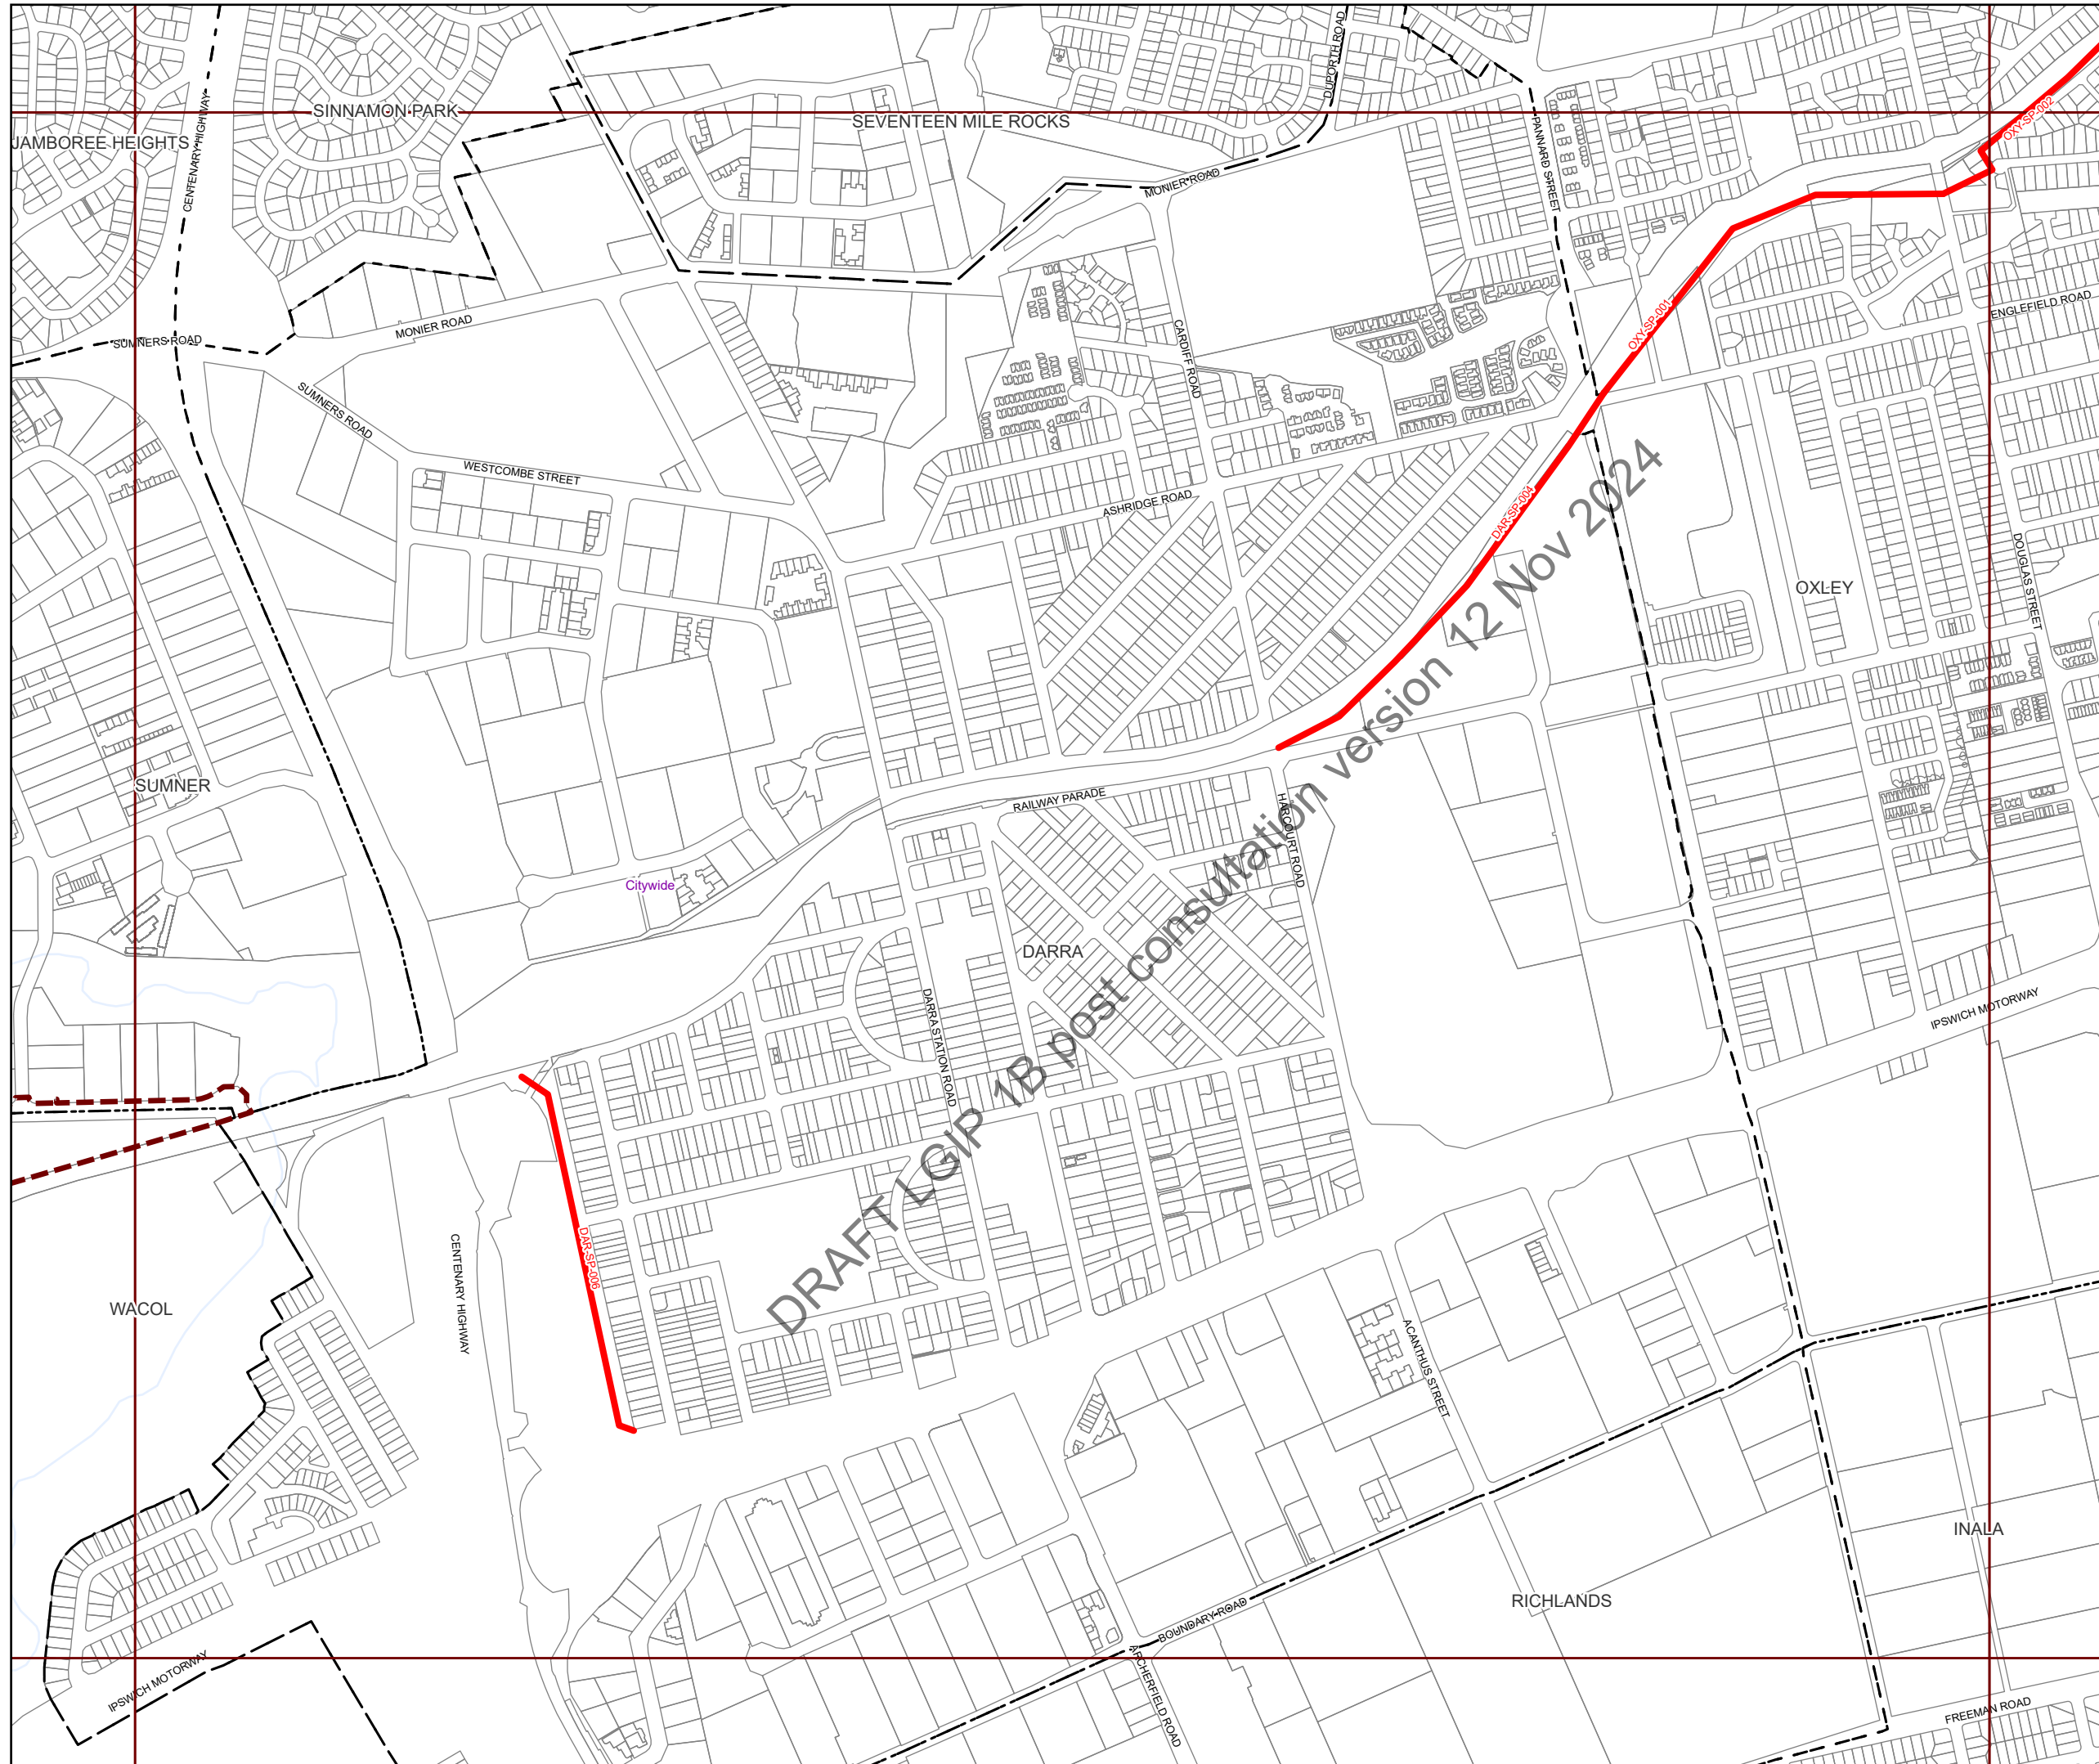 DUPORTH ROAD
OXY-SP-002
SINNAMON PARK
SEVENTEEN MILE ROCKS
JAMBOREE HEIGHTS
CENTENARY HIGHWAY
PANNARD STREET
MONIER ROAD
ENGLEFIELD ROAD
OXY-SP-001
MONIER ROAD
SUMNERS ROAD
CARDIFF ROAD
SUMNERS ROAD
WESTCOMBE STREET
ASHRIDGE ROAD
DAR-SP-004
DOUGLAS STREET
OXLEY
SUMNER
RAILWAY PARADE
HARCOURT ROAD
Citywide
DARRA
DRAFT LGIP 1B post consultation version 12 Nov 2024
IPSWICH MOTORWAY
DARRA STATION ROAD
DAR-SP-006
CENTENARY HIGHWAY
WACOL
ACANTHUS STREET
INALA
RICHLANDS
BOUNDARY ROAD
IPSWICH MOTORWAY
ARCHERFIELD ROAD
FREEMAN ROAD